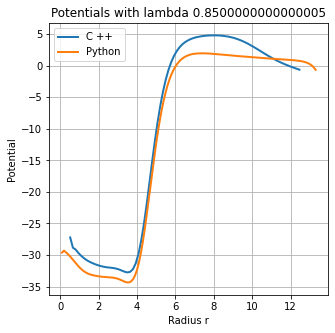 Potentials with lambda 0.8500000000000005
C ++
Python
5
0
−5
−10
−15
−20
−25
−30
−35
Potential
0 2 4 6 8 10 12
Radius r